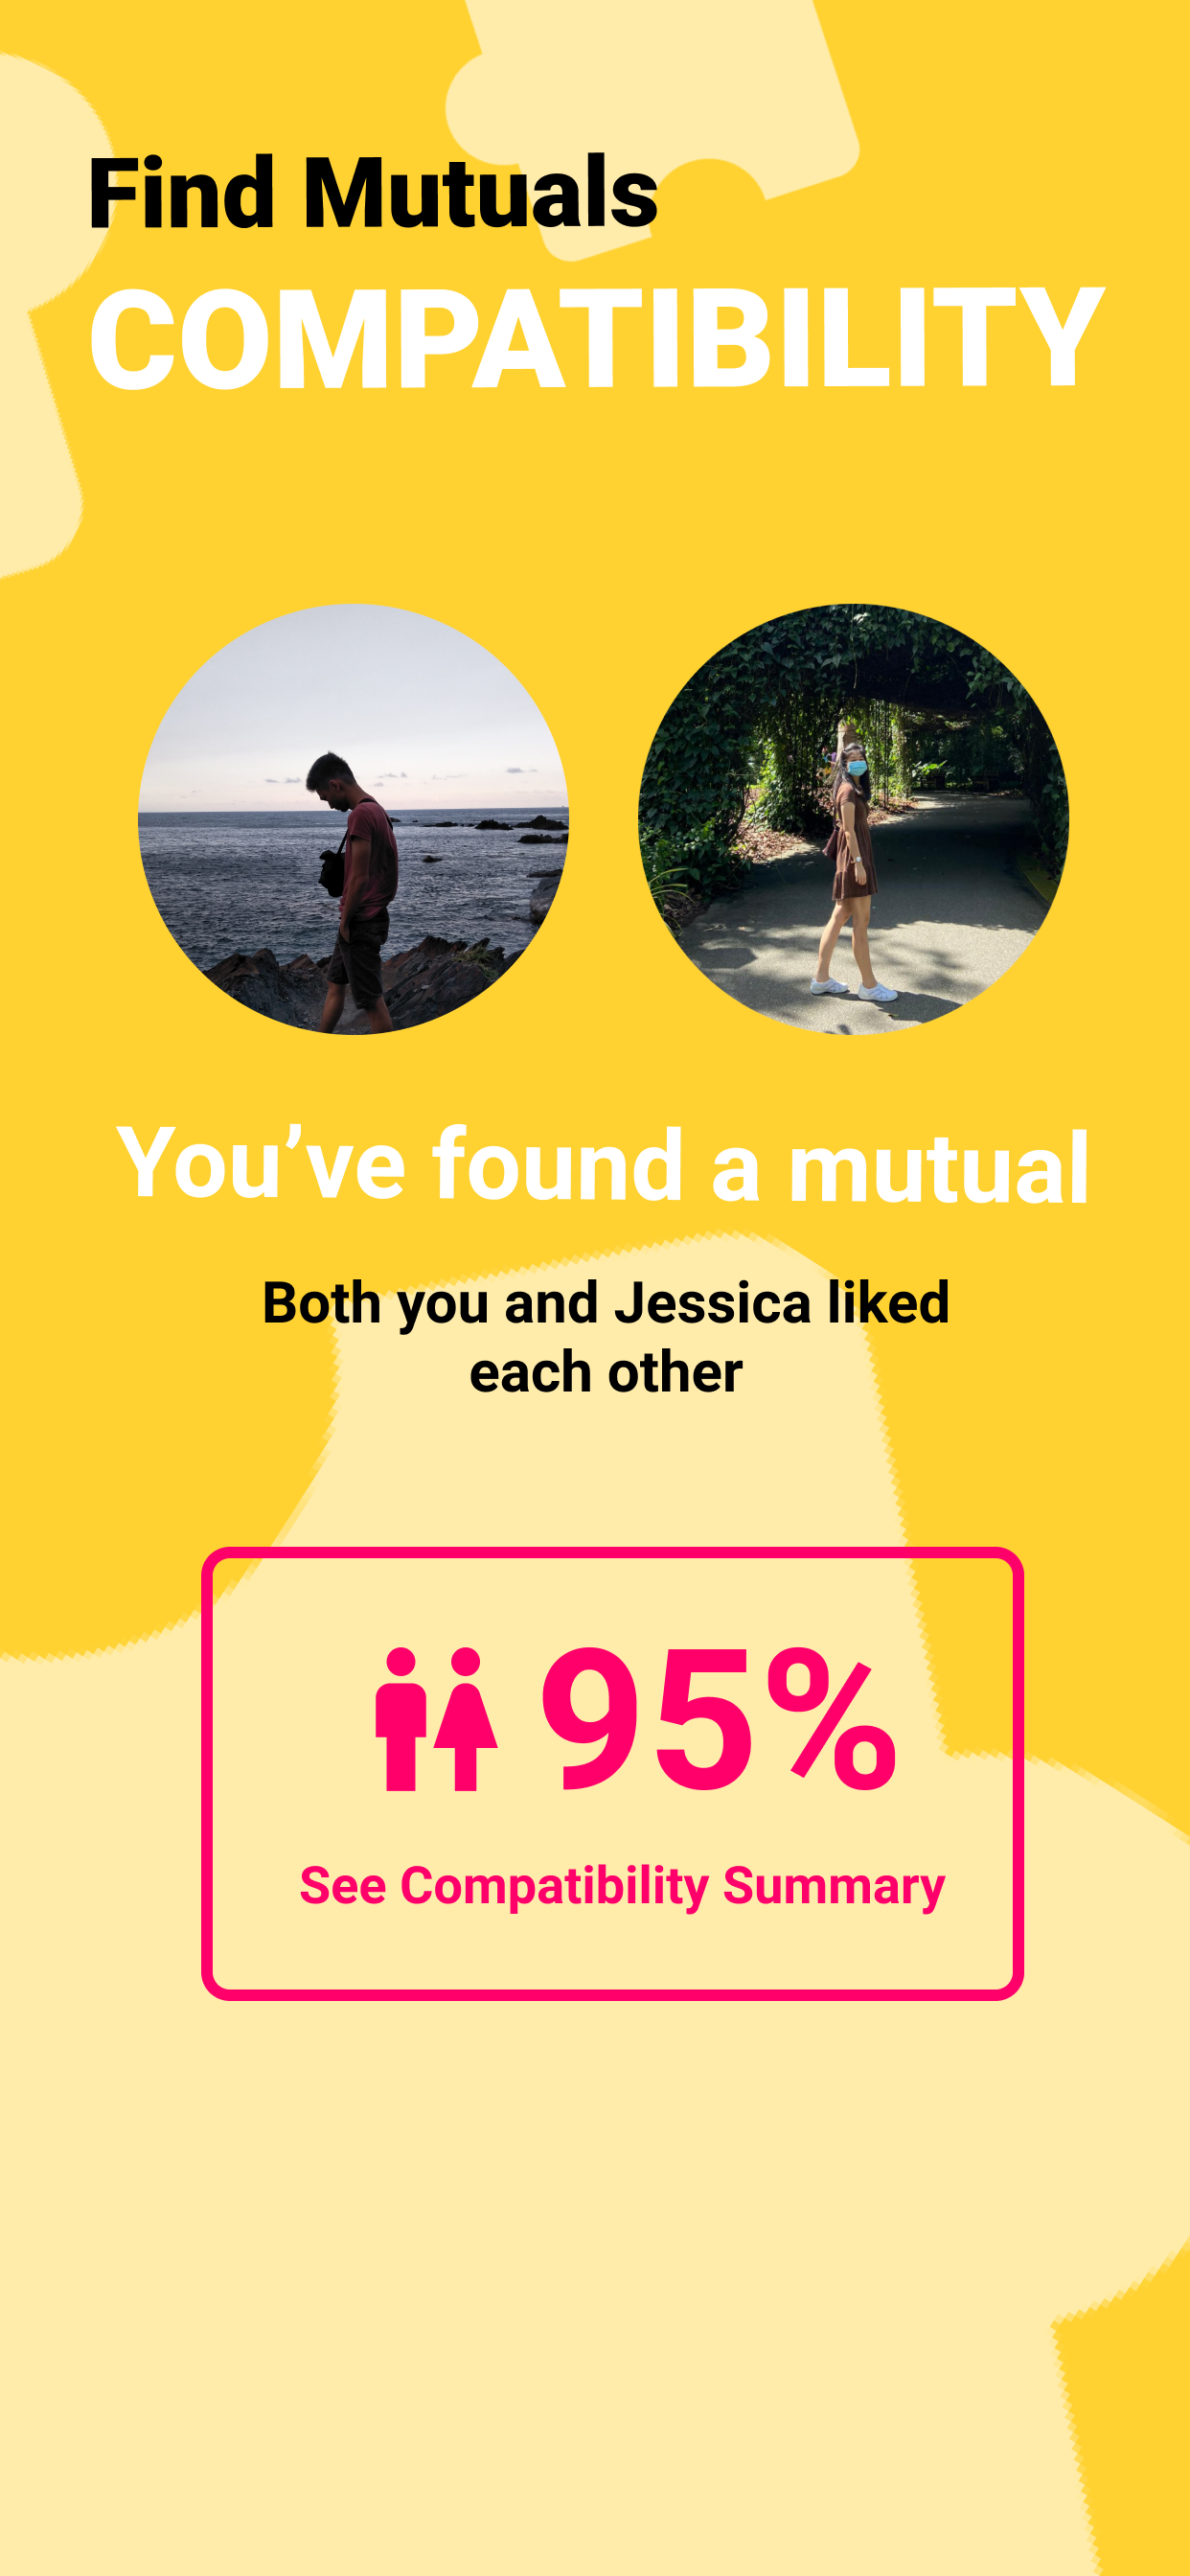 Find Mutuals
COMPATIBILITY
You’ve found a mutual
Both you and Jessica liked
each other
95%
See Compatibility Summary